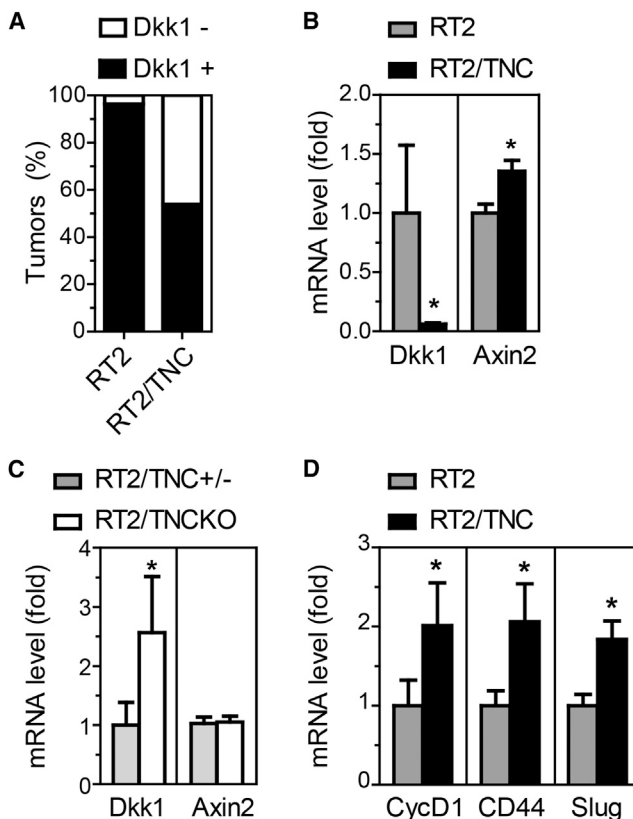 A
Dkk1 -
Dkk1 +
100
80
60
40
20
0
Tumors (%)
RT2
RT2/TNC
B
RT2
RT2/TNC
2.0
1.5
1.0
0.5
0.0
mRNA level (fold)
*
*
Dkk1 Axin2
C
RT2/TNC+/-
RT2/TNCKO
4
3
2
1
0
mRNA level (fold)
*
Dkk1 Axin2
D
RT2
RT2/TNC
3
2
1
0
mRNA level (fold)
* * *
CycD1 CD44 Slug